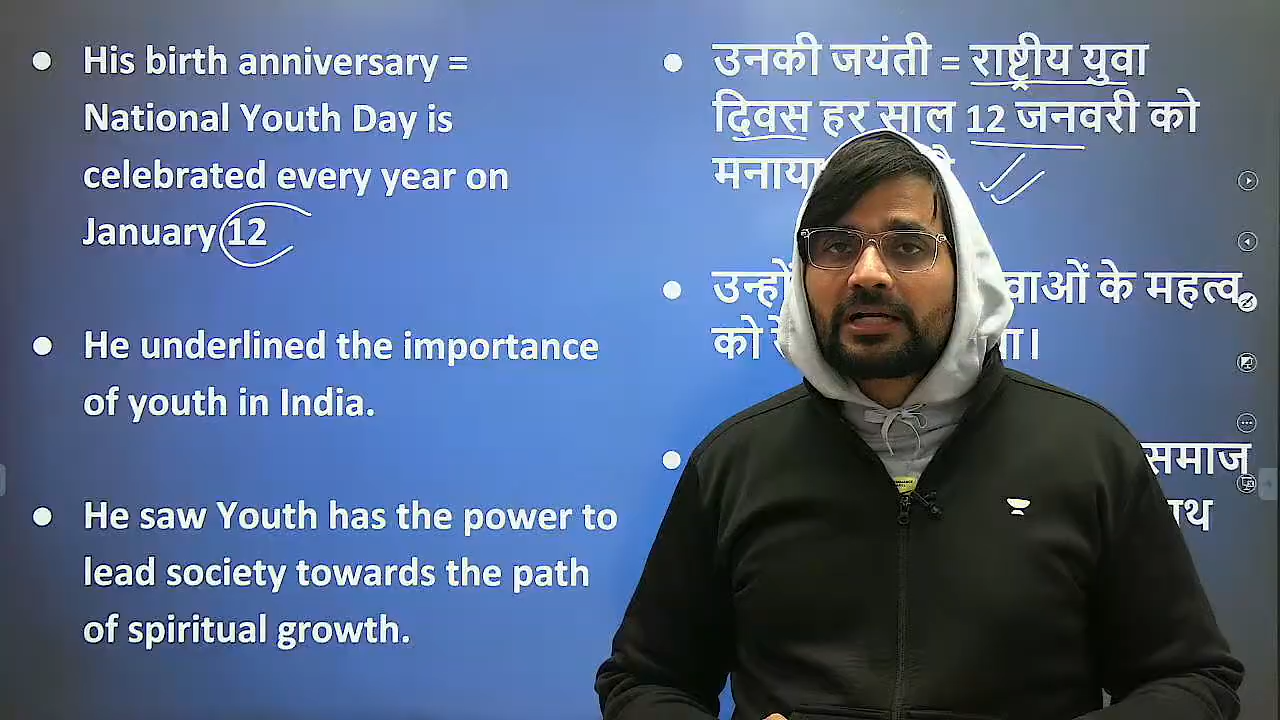 His birth anniversary =
National Youth Day is
celebrated every year on
January 12
He underlined the importance
of youth in India.
He saw Youth has the power to
lead society towards the path
of spiritual growth.
उनकी जयंती = राष्ट्रीय युवा
दिवस हर साल 12 जनवरी को
के महत्व
को
समाज